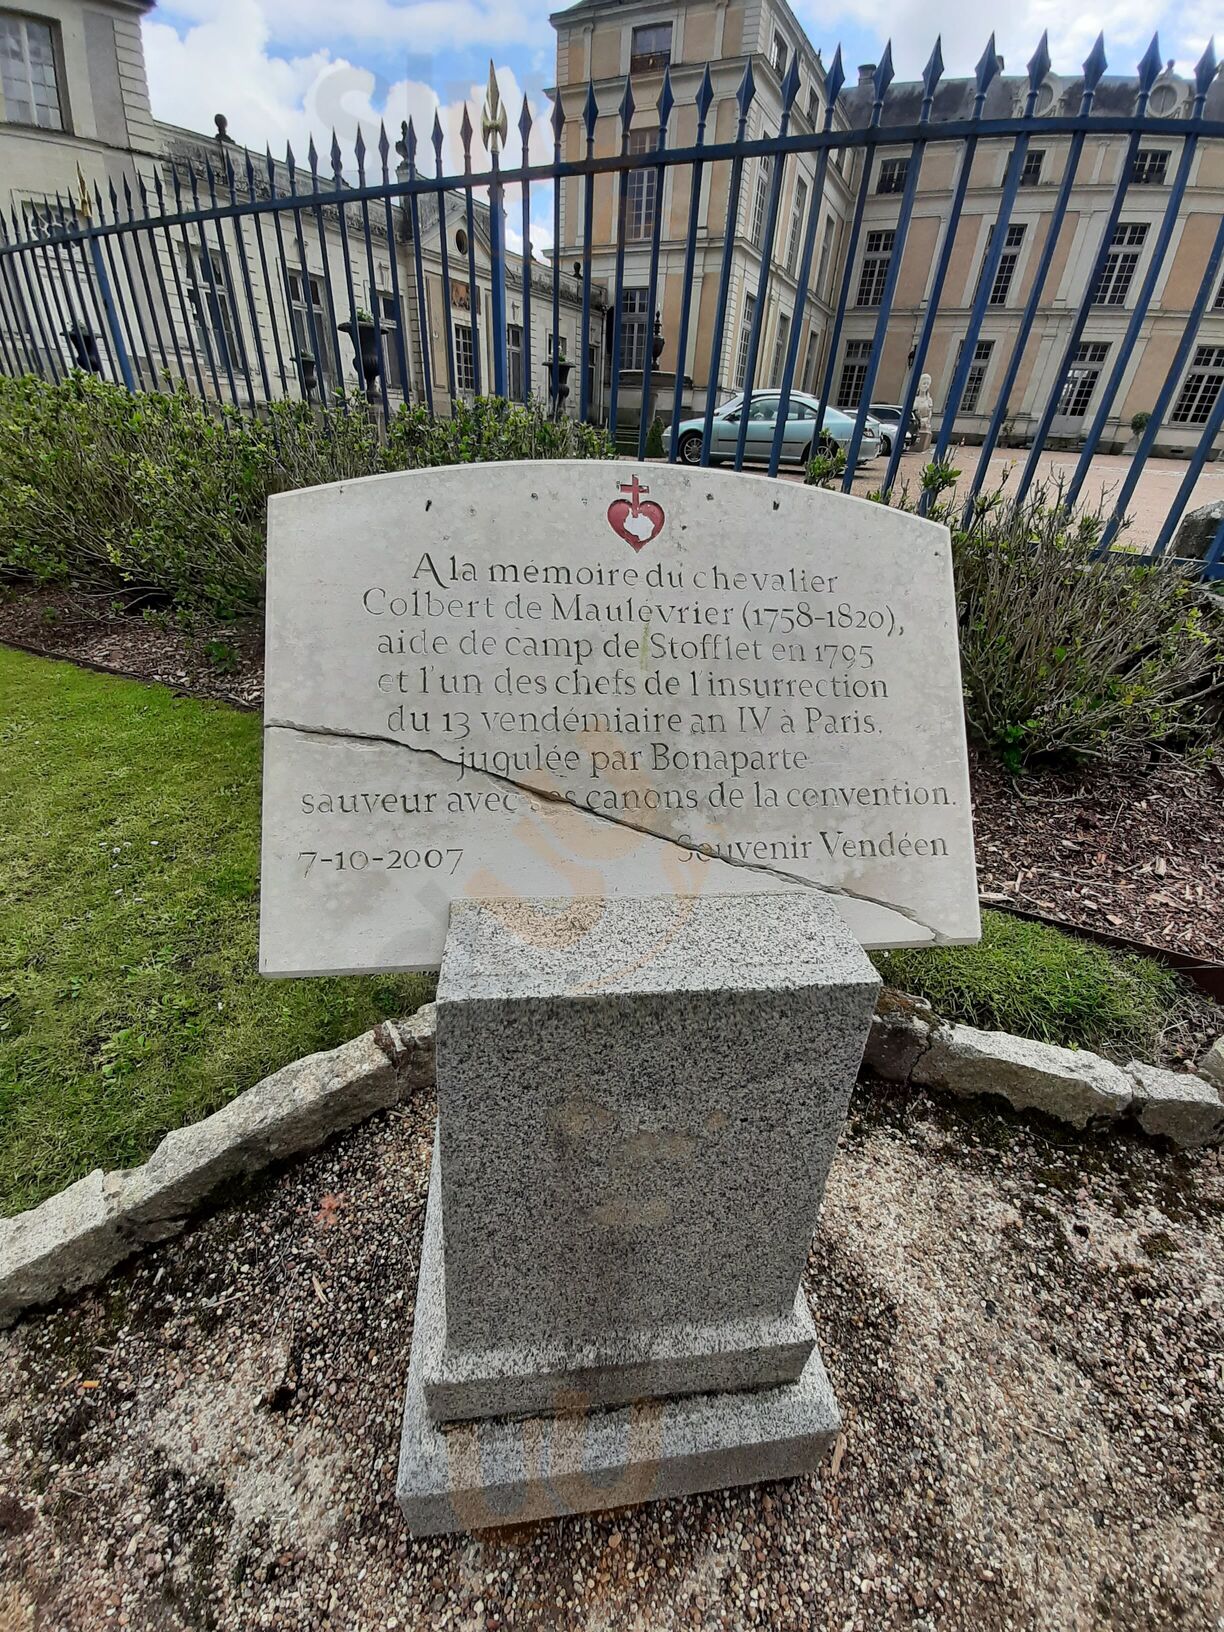 A la mémoire du chevalier
Colbert de Maulévrier (1758-1820),
aide de camp de Stofflet en 1795
et l'un des chefs de l'insurrection
du 13 vendémiaire an IV à Paris.
jugulée par Bonaparte
sauveur avec ses canons de la convention.
7-10-2007 Souvenir Vendéen